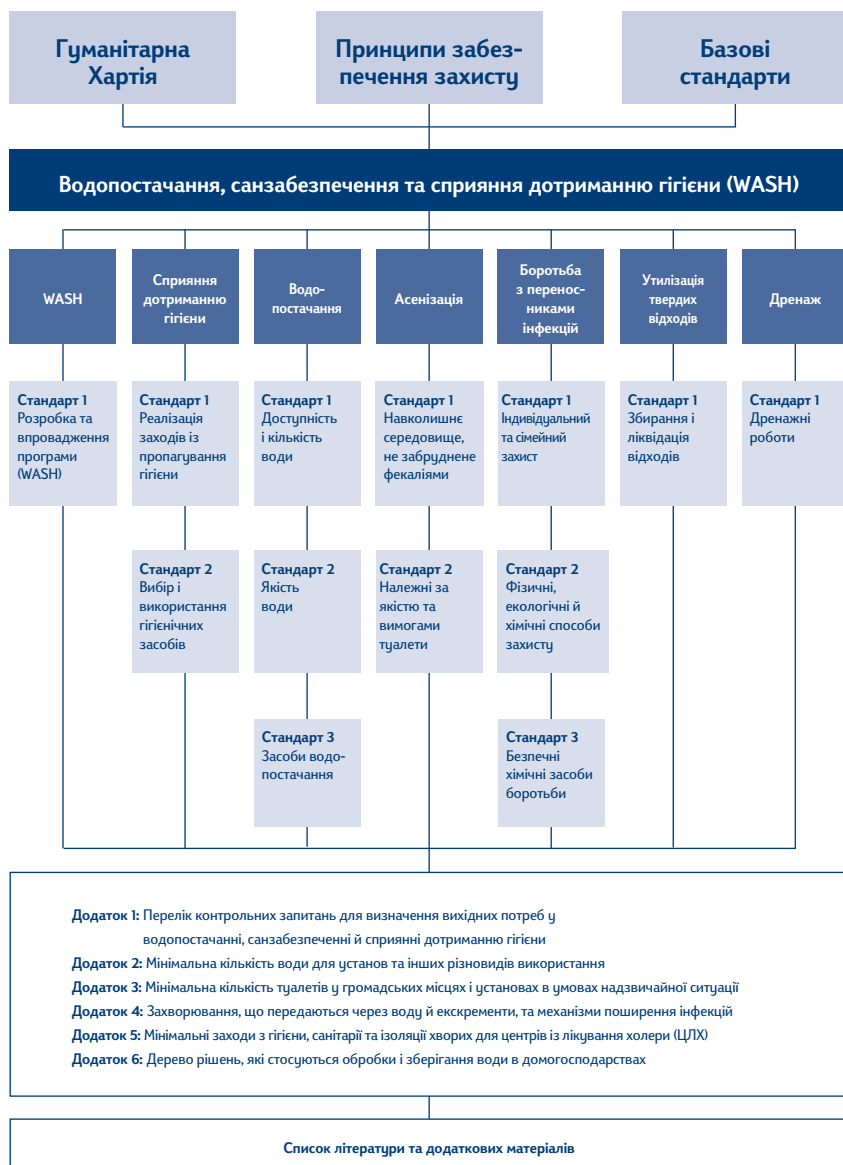 Гуманітарна
Хартія
Принципи забез-
печення захисту
Базові
стандарти
Водопостачання, санзабезпечення та сприяння дотриманню гігієни (WASH)
WASH
Сприяння
дотриманню
гігієни
Водо-
постачання
Асенізація
Боротьба
з перенос-
никами
інфекцій
Утилізація
твердих
відходів
Дренаж
Стандарт 1
Розробка та
впровадження
програми
(WASH)
Стандарт 1
Реалізація
заходів із
пропагування
гігієни
Стандарт 1
Доступність
і кількість
води
Стандарт 1
Навколишнє
середовище,
не забруднене
фекаліями
Стандарт 1
Індивідуальний
та сімейний
захист
Стандарт 1
Збирання і
ліквідація
відходів
Стандарт 1
Дренажні
роботи
Стандарт 2
Вибір і
використання
гігієнічних
засобів
Стандарт 2
Якість
води
Стандарт 2
Належні за
якістю та
вимогами
туалети
Стандарт 2
Фізичні,
екологічні й
хімічні способи
захисту
Стандарт 3
Засоби водо-
постачання
Стандарт 3
Безпечні
хімічні засоби
боротьби
Додаток 1: Перелік контрольних запитань для визначення вихідних потреб у
водопостачанні, санзабезпеченні й сприянні дотриманню гігієни
Додаток 2: Мінімальна кількість води для установ та інших різновидів використання
Додаток 3: Мінімальна кількість туалетів у громадських місцях і установах в умовах надзвичайної ситуації
Додаток 4: Захворювання, що передаються через воду й екскременти, та механізми поширення інфекцій
Додаток 5: Мінімальні заходи з гігієни, санітарії та ізоляції хворих для центрів із лікування холери (ЦЛХ)
Додаток 6: Дерево рішень, які стосуються обробки і зберігання води в домогосподарствах
Список літератури та додаткових матеріалів